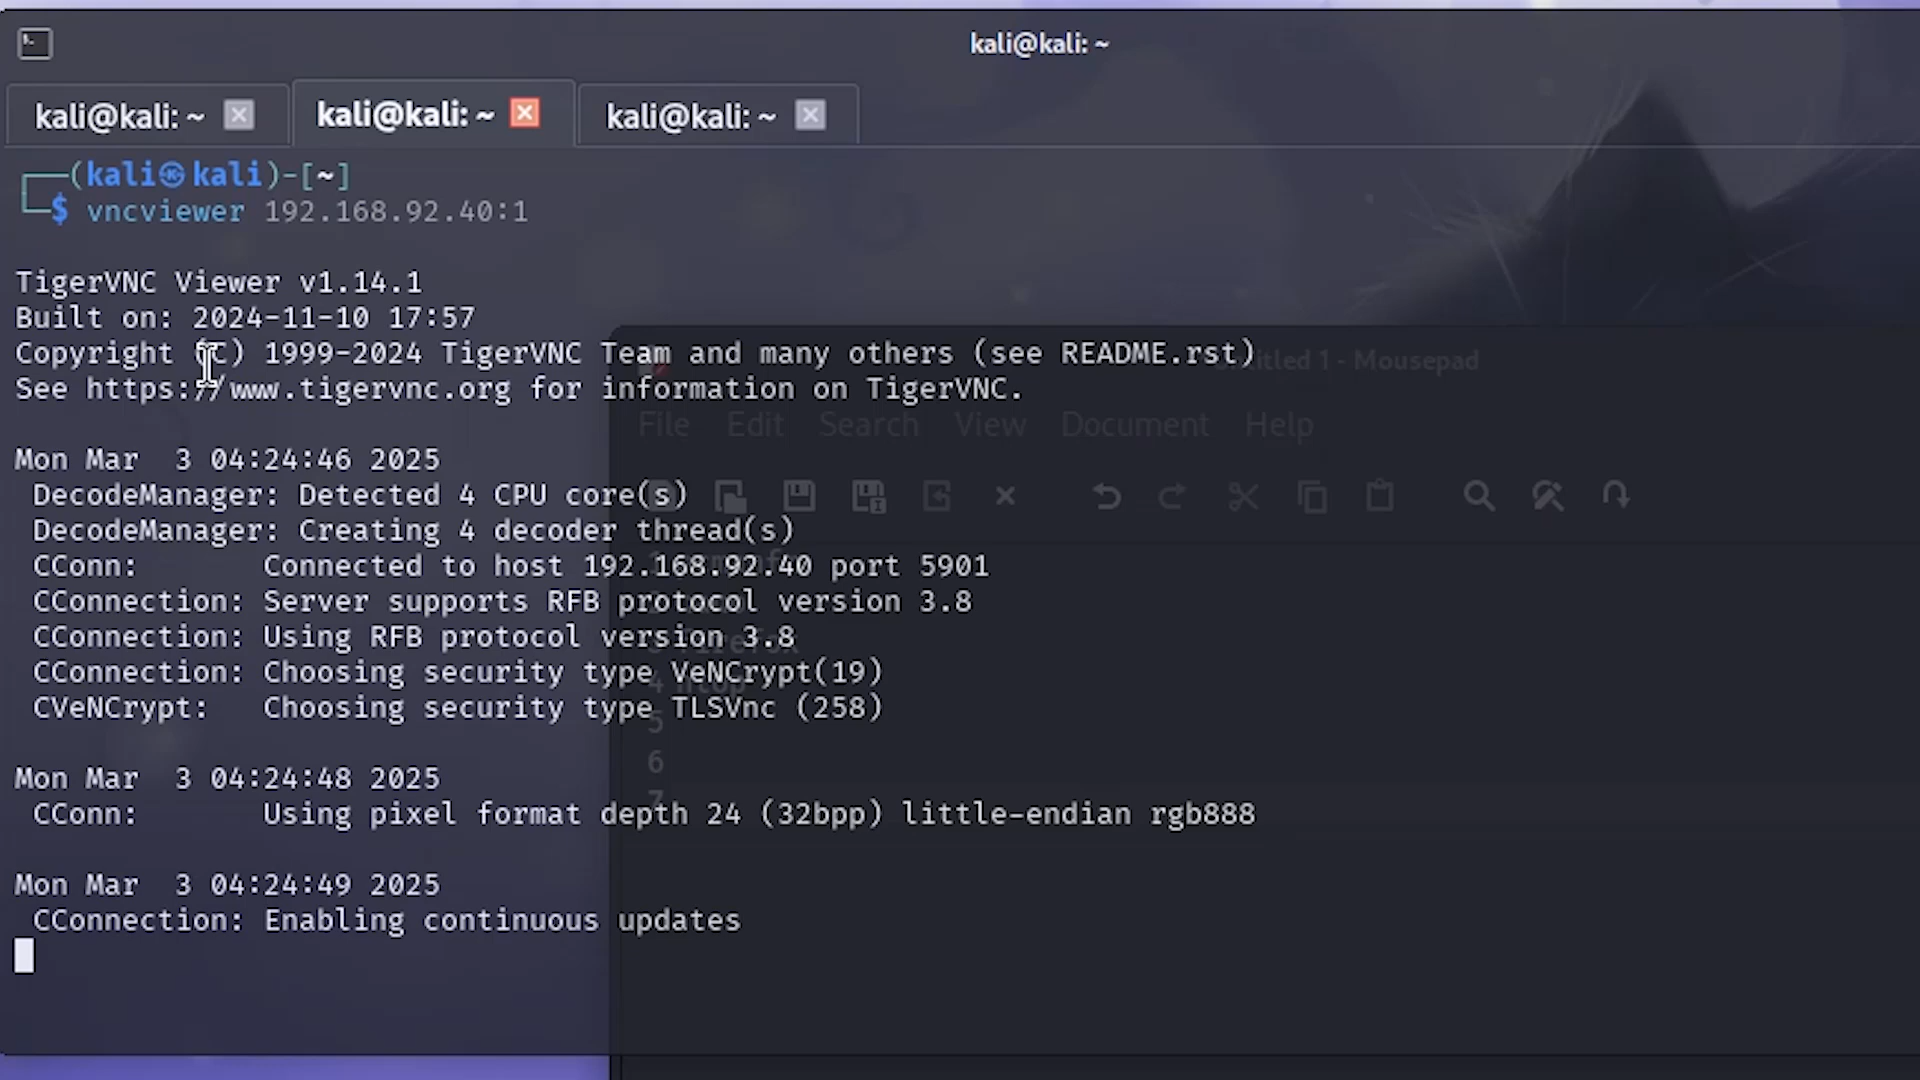 kali@kali: ~
kali@kali: ~
kali@kali: ~
kali@kali: ~
(kali㉿kali)-[~]
$ vncviewer 192.168.92.40:1
TigerVNC Viewer v1.14.1
Built on: 2024-11-10 17:57
Copyright (C) 1999-2024 TigerVNC Team and many others (see README.rst)
Untitled 1 - Mousepad
See https://www.tigervnc.org for information on TigerVNC.
File Edit Search View Document Help
Mon Mar  3 04:24:46 2025
DecodeManager: Detected 4 CPU core(s)
DecodeManager: Creating 4 decoder thread(s)
CConn:       Connected to host 192.168.92.40 port 5901
CConnection: Server supports RFB protocol version 3.8
CConnection: Using RFB protocol version 3.8
firefox
CConnection: Choosing security type VeNCrypt(19)
4 htop
CVeNCrypt:   Choosing security type TLSVnc (258)
5
6
Mon Mar  3 04:24:48 2025
7
CConn:       Using pixel format depth 24 (32bpp) little-endian rgb888
Mon Mar  3 04:24:49 2025
CConnection: Enabling continuous updates